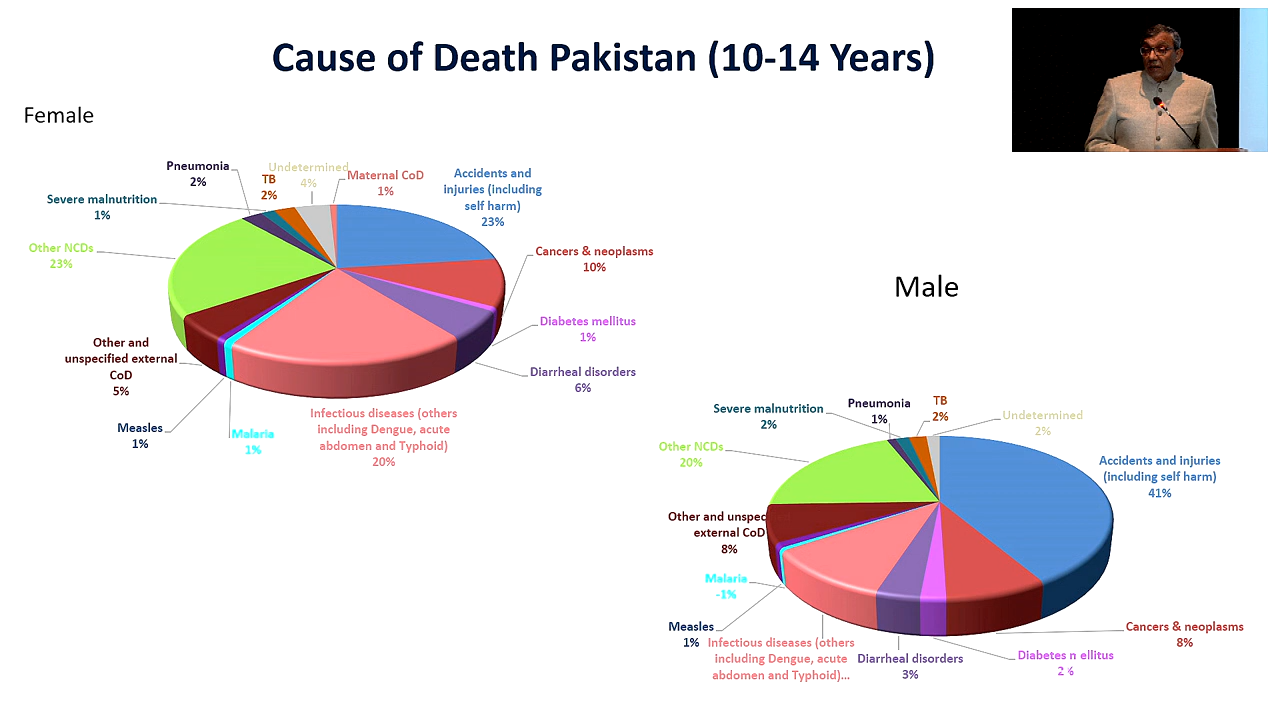 Cause of Death Pakistan (10-14 Years)
Female
Pneumonia
2%
TB
2%
Undetermined
4%
Maternal CoD
1%
Accidents and
injuries (including
self harm)
23%
Severe malnutrition
1%
Other NCDs
23%
Cancers & neoplasms
10%
Diabetes mellitus
1%
Diarrheal disorders
6%
Other and
unspecified external
CoD
5%
Measles
1%
Malaria
1%
Infectious diseases (others
including Dengue, acute
abdomen and Typhoid)
20%
Male
Severe malnutrition
2%
Pneumonia
1%
TB
2%
Undetermined
2%
Other NCDs
20%
Accidents and injuries
(including self harm)
41%
Other and unspec
external CoD
8%
Malaria
-1%
Measles
1%
Infectious diseases (others
including Dengue, acute
abdomen and Typhoid)...
Diarrheal disorders
3%
Diabetes n ellitus
Cancers & neoplasms
8%